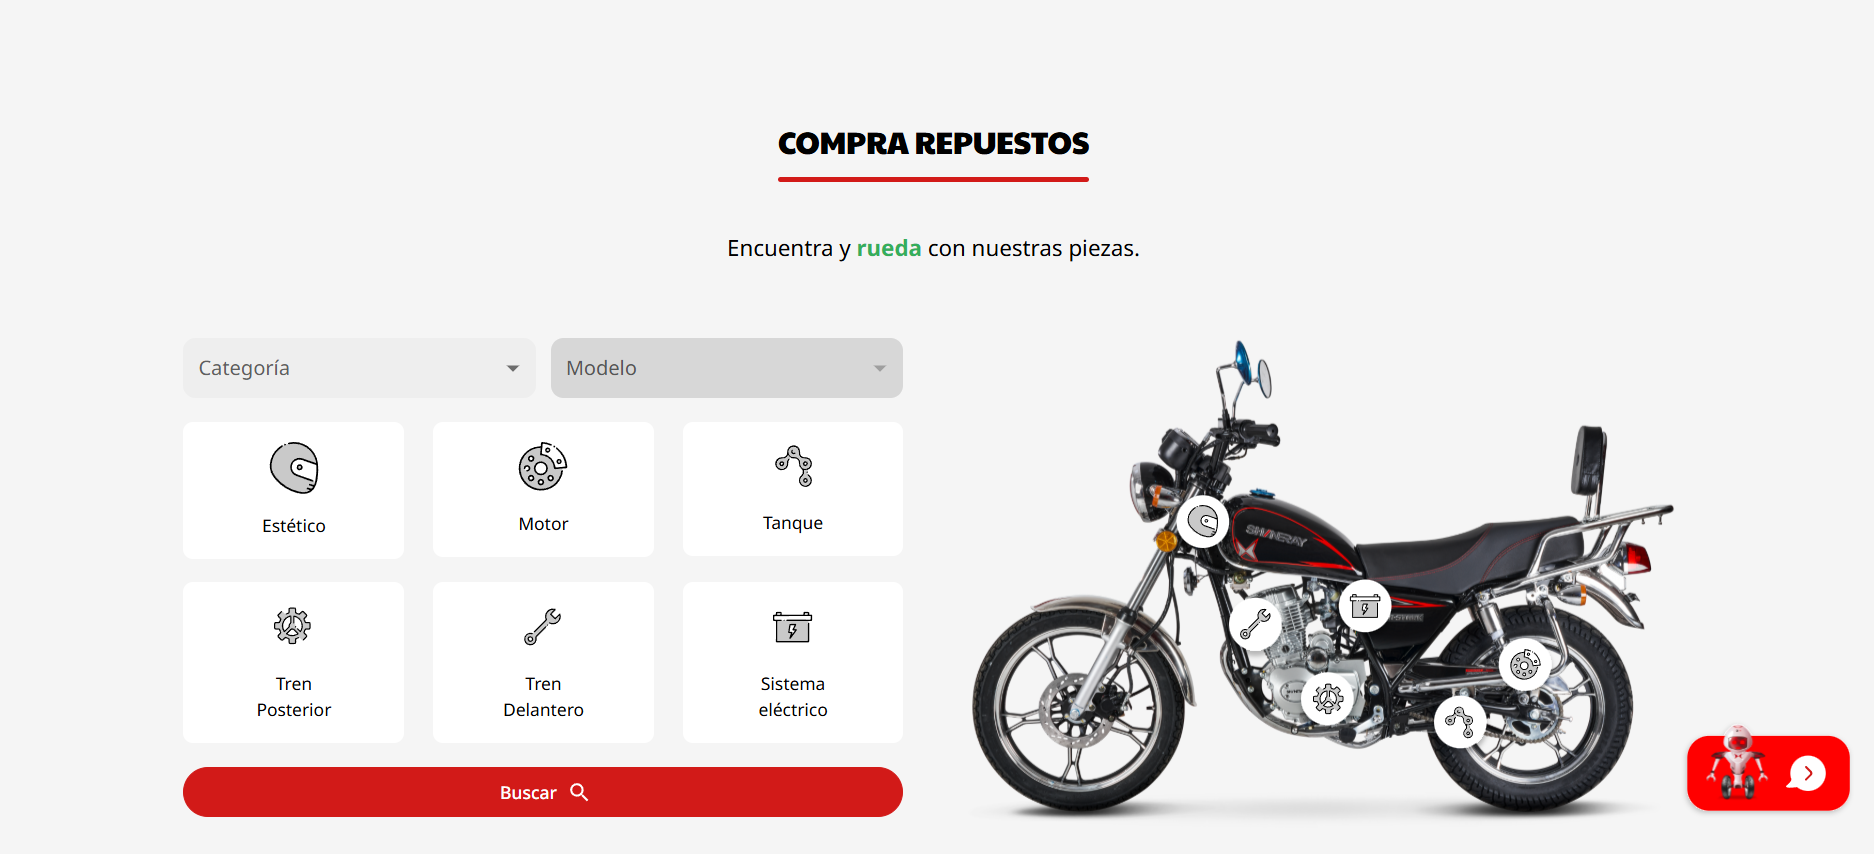 COMPRA REPUESTOS
Encuentra y rueda con nuestras piezas.
Categoría
Modelo
Estético
Motor
Tanque
Tren
Posterior
Tren
Delantero
Sistema
eléctrico
Buscar
SHINERAY